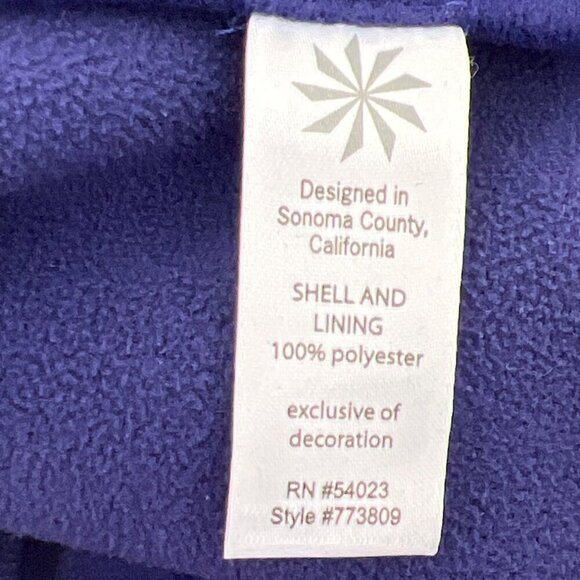 Designed in
Sonoma County,
California
SHELL AND
LINING
100% polyester
exclusive of
decoration
RN #54023
Style #773809